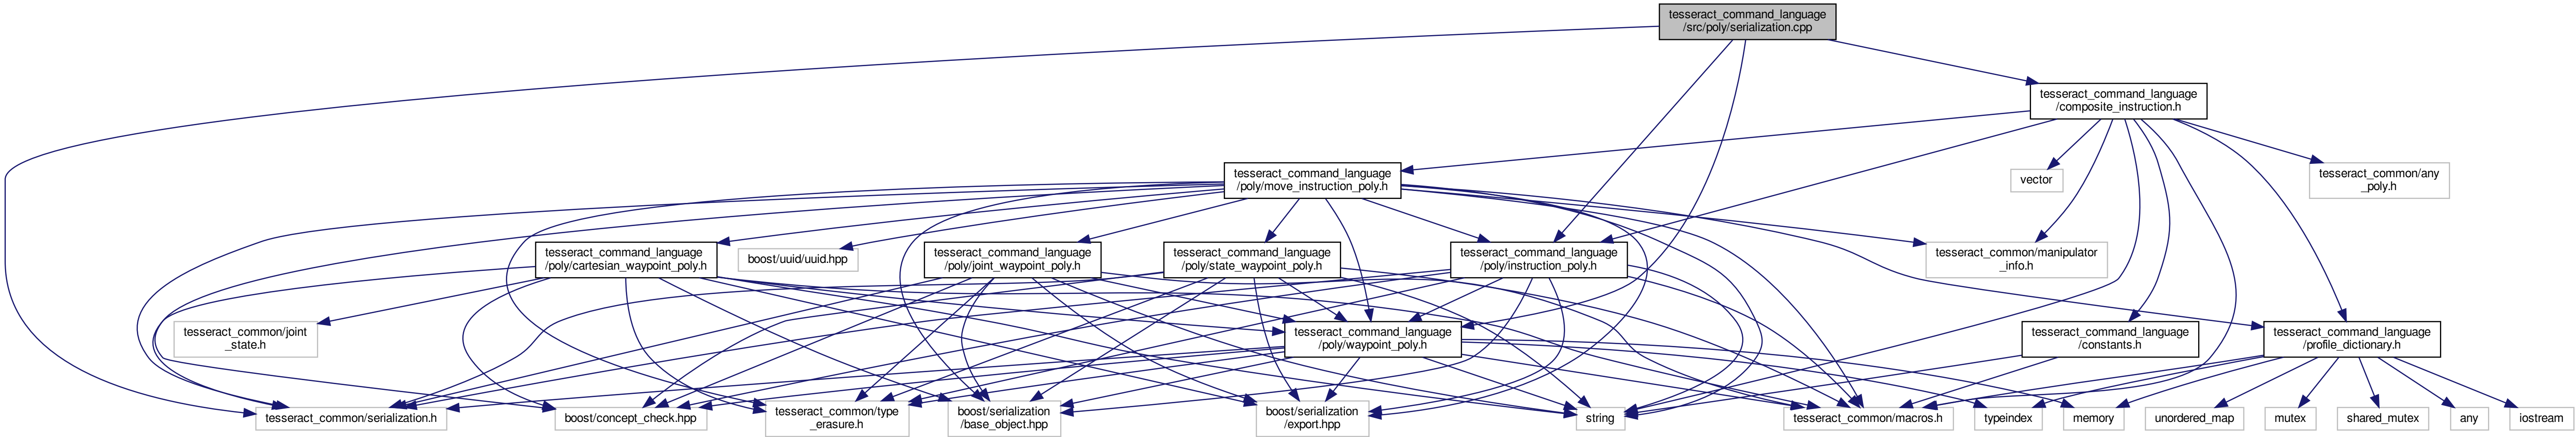 tesseract_command_language
/src/poly/serialization.cpp
tesseract_command_language
/composite_instruction.h
tesseract_command_language
/poly/move_instruction_poly.h
vector
tesseract_common/any
_poly.h
tesseract_command_language
/poly/cartesian_waypoint_poly.h
boost/uuid/uuid.hpp
tesseract_command_language
/poly/joint_waypoint_poly.h
tesseract_command_language
/poly/state_waypoint_poly.h
tesseract_command_language
/poly/instruction_poly.h
tesseract_common/manipulator
_info.h
tesseract_common/joint
_state.h
tesseract_command_language
/poly/waypoint_poly.h
tesseract_command_language
/constants.h
tesseract_command_language
/profile_dictionary.h
tesseract_common/serialization.h
boost/concept_check.hpp
tesseract_common/type
_erasure.h
boost/serialization
/base_object.hpp
boost/serialization
/export.hpp
string
tesseract_common/macros.h
typeindex
memory
unordered_map
mutex
shared_mutex
any
iostream